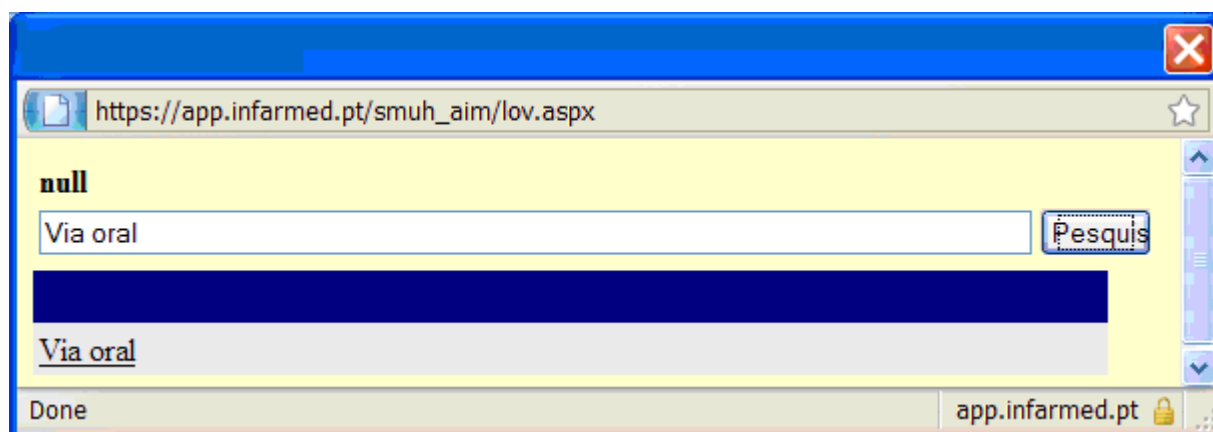 https://app.infarmed.pt/smuh_aim/lov.aspx
null
Via oral Pesquis
Via oral
Done app.infarmed.pt